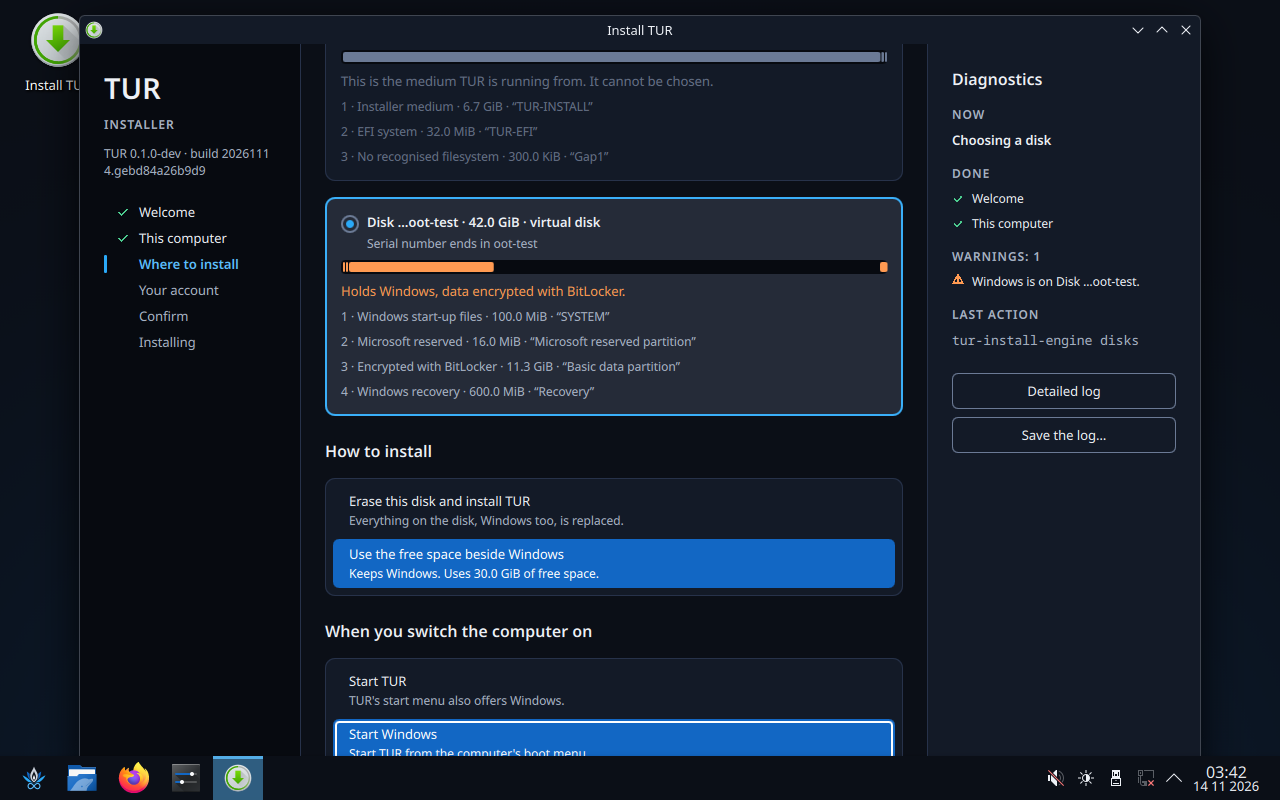 Install TUR
Install TU
TUR
INSTALLER
TUR 0.1.0-dev · build 2026111
4.gebd84a26b9d9
Welcome
This computer
Where to install
Your account
Confirm
Installing
This is the medium TUR is running from. It cannot be chosen.
1 · Installer medium · 6.7 GiB · “TUR-INSTALL”
2 · EFI system · 32.0 MiB · “TUR-EFI”
3 · No recognised filesystem · 300.0 KiB · “Gap1”
Disk …oot-test · 42.0 GiB · virtual disk
Serial number ends in oot-test
Holds Windows, data encrypted with BitLocker.
1 · Windows start-up files · 100.0 MiB · “SYSTEM”
2 · Microsoft reserved · 16.0 MiB · “Microsoft reserved partition”
3 · Encrypted with BitLocker · 11.3 GiB · “Basic data partition”
4 · Windows recovery · 600.0 MiB · “Recovery”
How to install
Erase this disk and install TUR
Everything on the disk, Windows too, is replaced.
Use the free space beside Windows
Keeps Windows. Uses 30.0 GiB of free space.
When you switch the computer on
Start TUR
TUR's start menu also offers Windows.
Start Windows
Start TUR from the computer's boot menu
Diagnostics
NOW
Choosing a disk
DONE
Welcome
This computer
WARNINGS: 1
Windows is on Disk …oot-test.
LAST ACTION
tur-install-engine disks
Detailed log
Save the log…
03:42
14 11 2026